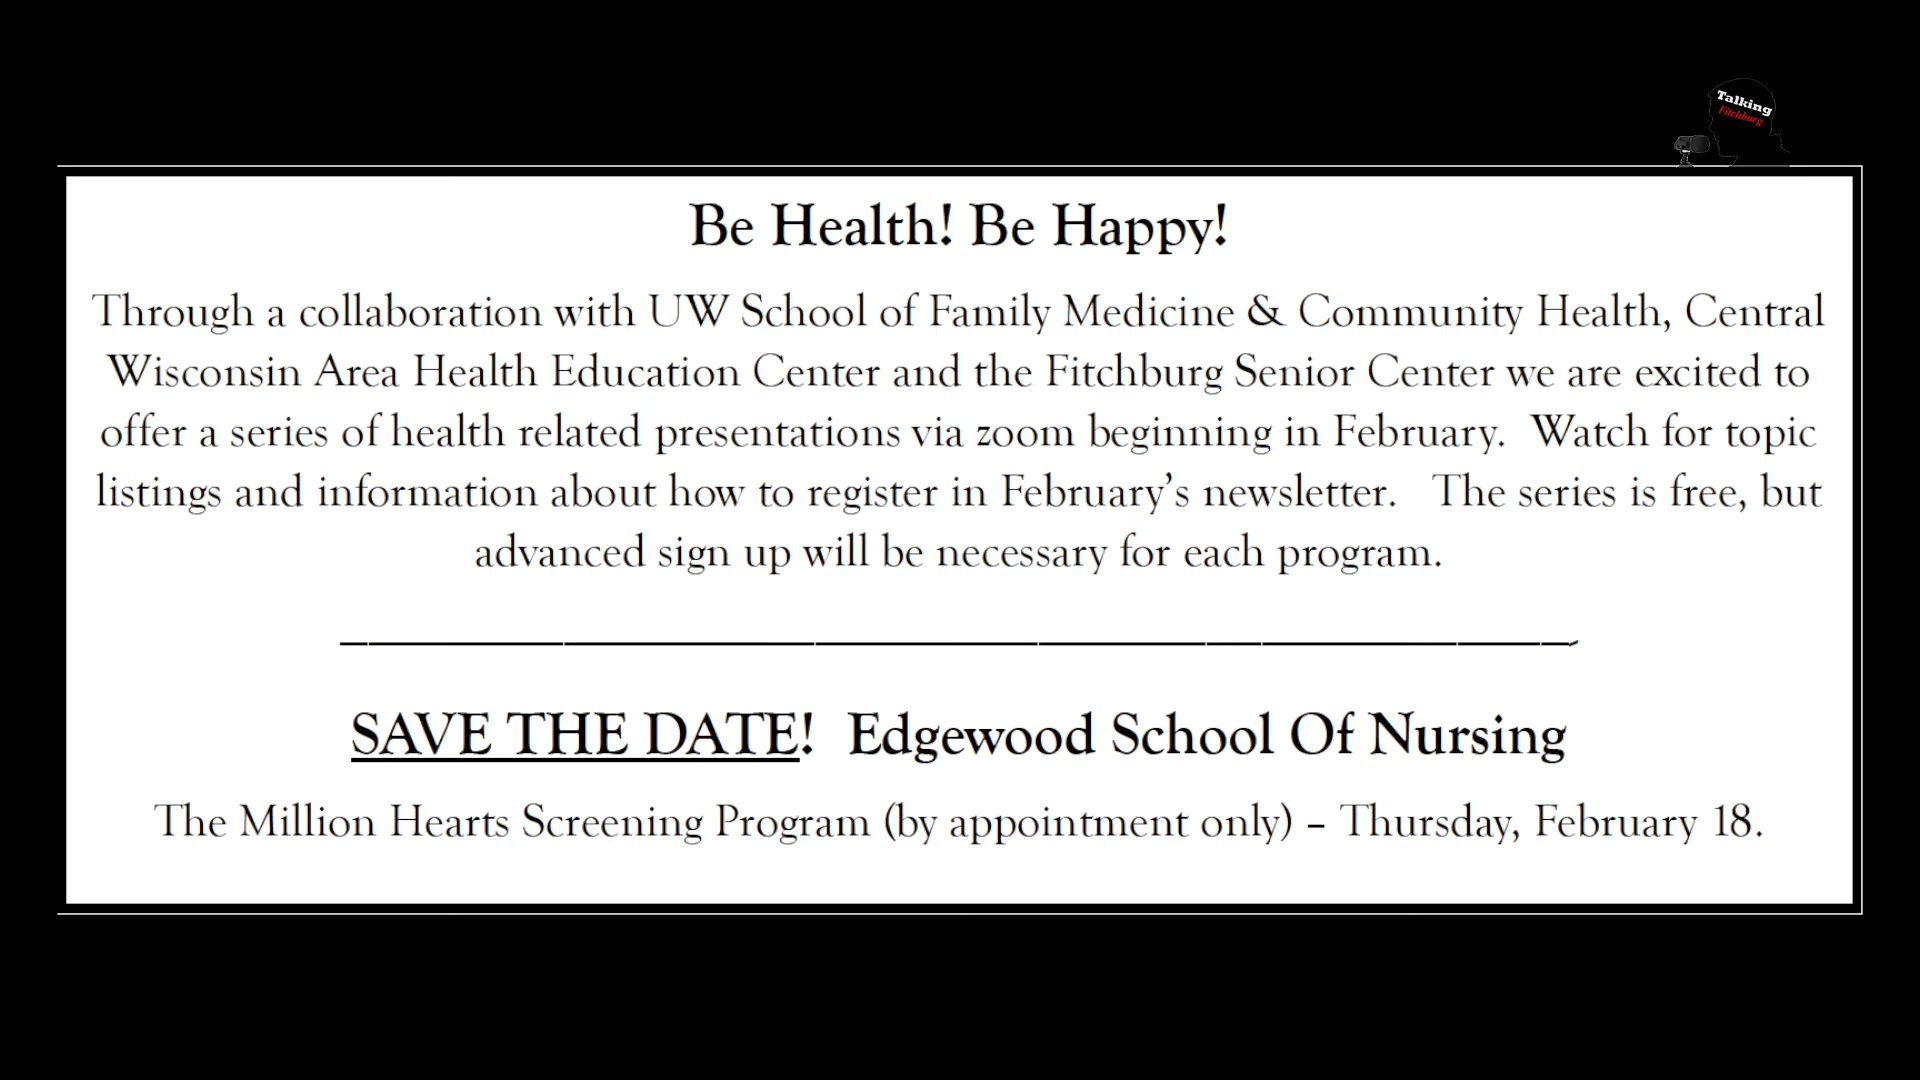 Talking
Fitchburg
Be Health! Be Happy!
Through a collaboration with UW School of Family Medicine & Community Health, Central
Wisconsin Area Health Education Center and the Fitchburg Senior Center we are excited to
offer a series of health related presentations via zoom beginning in February.  Watch for topic
listings and information about how to register in February’s newsletter.   The series is free, but
advanced sign up will be necessary for each program.
SAVE THE DATE!  Edgewood School Of Nursing
The Million Hearts Screening Program (by appointment only) – Thursday, February 18.